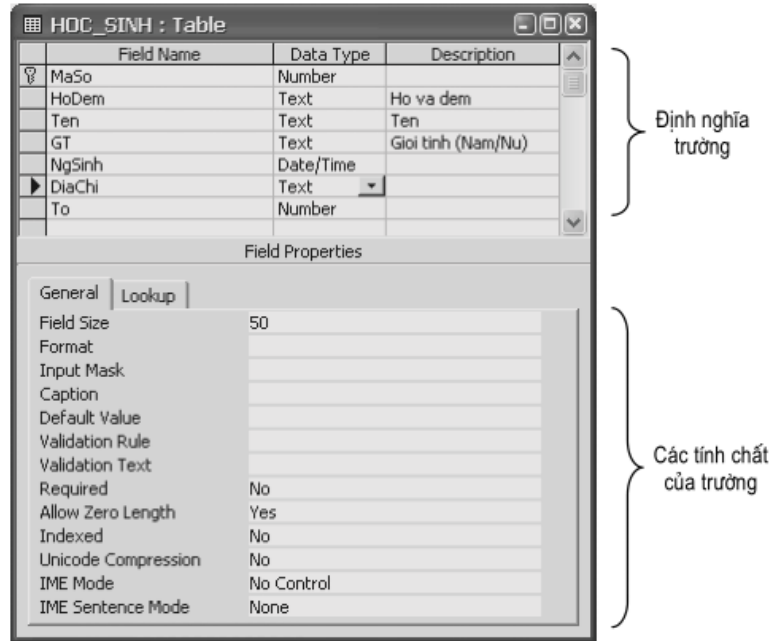 HOC_SINH : Table
Field Name Data Type Description
MaSo Number
HoDem Text Ho va dem
Ten Text Ten
GT Text Gioi tinh (Nam/Nu)
NgSinh Date/Time
DiaChi Text
To Number
Định nghĩa
trường
Field Properties
General Lookup
Field Size 50
Format
Input Mask
Caption
Default Value
Validation Rule
Validation Text
Required No
Allow Zero Length Yes
Indexed No
Unicode Compression No
IME Mode No Control
IME Sentence Mode None
Các tính chất
của trường